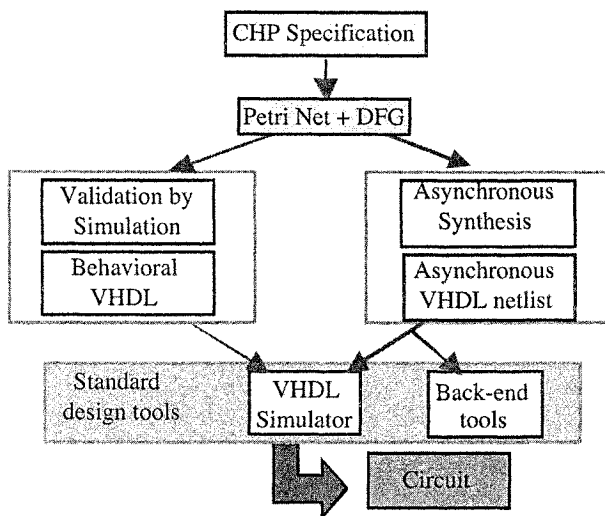 CHP Specification
Petri Net + DFG
Validation by
Simulation
Behavioral
VHDL
Asynchronous
Synthesis
Asynchronous
VHDL netlist
Standard
design tools
VHDL
Simulator
Back-end
tools
Circuit